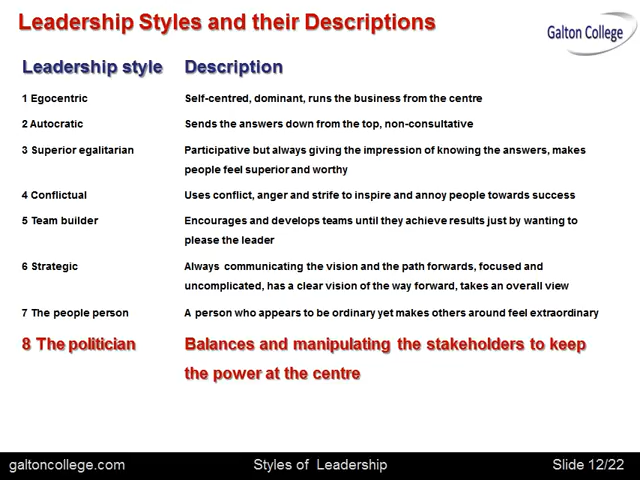 Leadership Styles and their Descriptions
Galton College
Leadership style Description
1 Egocentric Self-centred, dominant, runs the business from the centre
2 Autocratic Sends the answers down from the top, non-consultative
3 Superior egalitarian Participative but always giving the impression of knowing the answers, makes
people feel superior and worthy
4 Conflictual Uses conflict, anger and strife to inspire and annoy people towards success
5 Team builder Encourages and develops teams until they achieve results just by wanting to
please the leader
6 Strategic Always communicating the vision and the path forwards, focused and
uncomplicated, has a clear vision of the way forward, takes an overall view
7 The people person A person who appears to be ordinary yet makes others around feel extraordinary
8 The politician Balances and manipulating the stakeholders to keep
the power at the centre
galtoncollege.com Styles of Leadership Slide 12/22